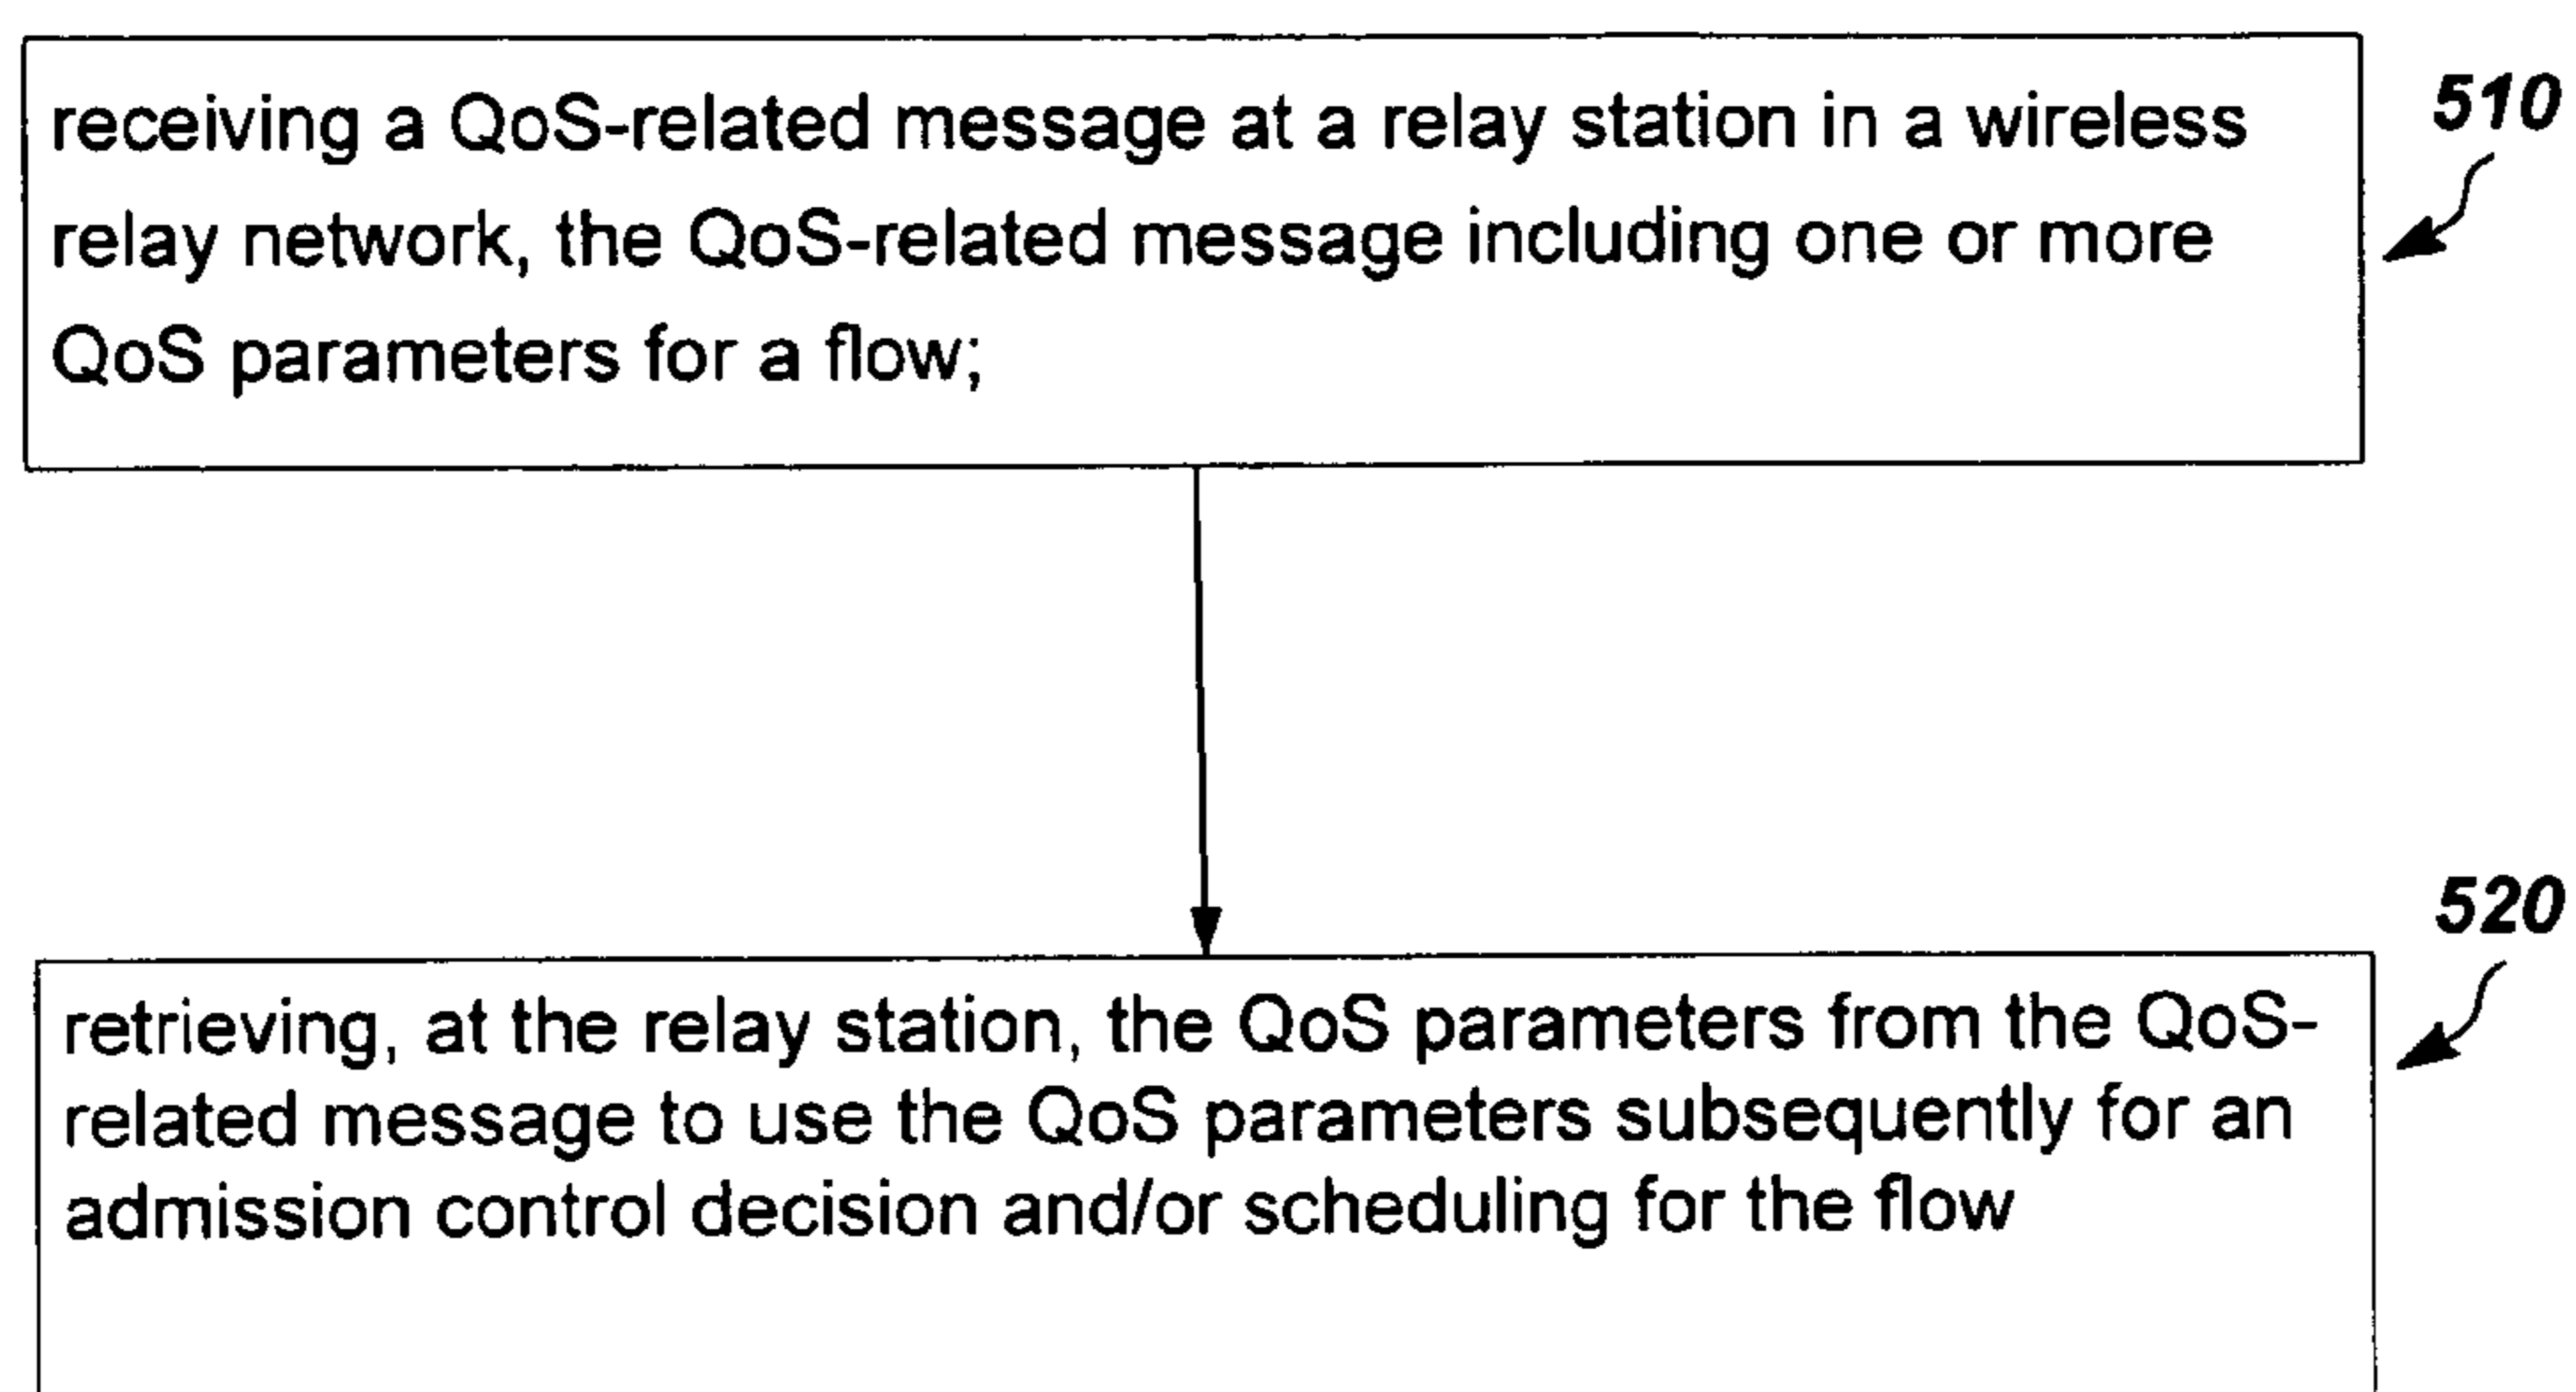 receiving a QoS-related message at a relay station in a wireless
relay network, the QoS-related message including one or more
QoS parameters for a flow;
510
520
retrieving, at the relay station, the QoS parameters from the QoS-
related message to use the QoS parameters subsequently for an
admission control decision and/or scheduling for the flow